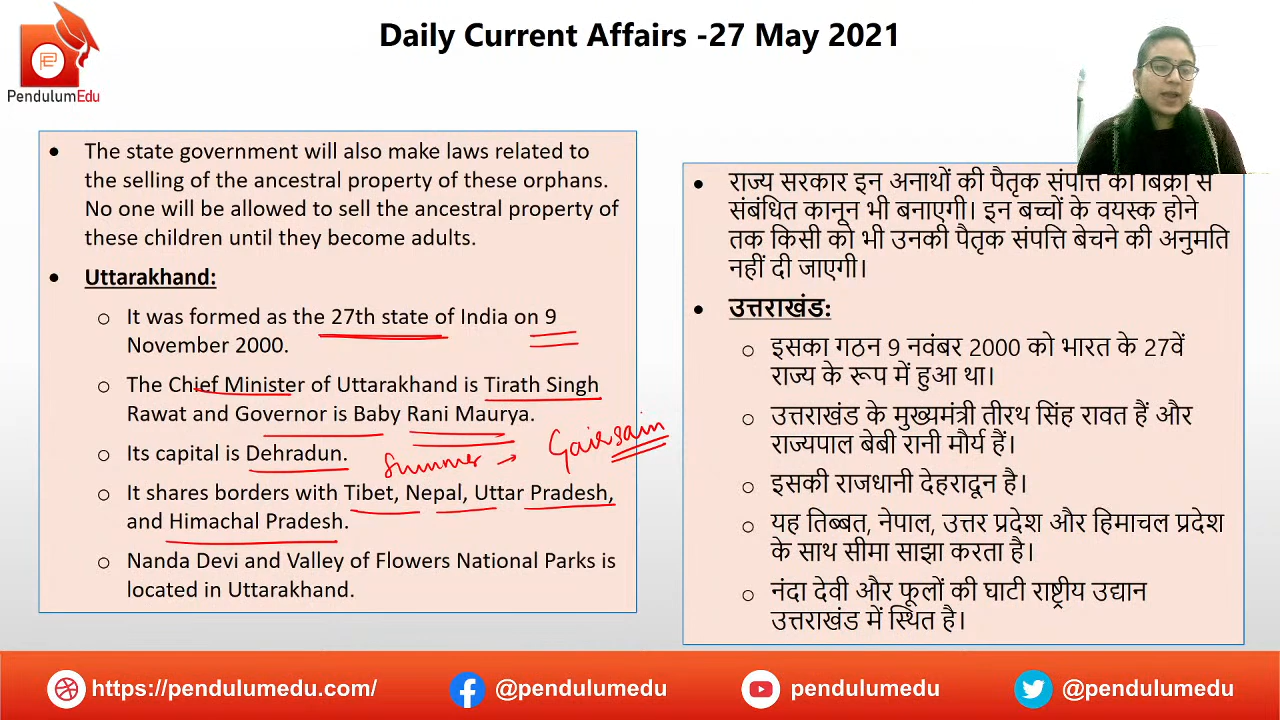 Daily Current Affairs -27 May 2021
PendulumEdu
• The state government will also make laws related to
the selling of the ancestral property of these orphans.
No one will be allowed to sell the ancestral property of
these children until they become adults.
• Uttarakhand:
o It was formed as the 27th state of India on 9
November 2000.
o The Chief Minister of Uttarakhand is Tirath Singh
Rawat and Governor is Baby Rani Maurya.
o Its capital is Dehradun.
Summer → Gairsain
o It shares borders with Tibet, Nepal, Uttar Pradesh,
and Himachal Pradesh.
o Nanda Devi and Valley of Flowers National Parks is
located in Uttarakhand.
• राज्य सरकार इन अनाथों की पैतृक संपत्ति की बिक्री से
संबंधित कानून भी बनाएगी। इन बच्चों के वयस्क होने
तक किसी को भी उनकी पैतृक संपत्ति बेचने की अनुमति
नहीं दी जाएगी।
• उत्तराखंड:
o इसका गठन 9 नवंबर 2000 को भारत के 27वें
राज्य के रूप में हुआ था।
o उत्तराखंड के मुख्यमंत्री तीरथ सिंह रावत हैं और
राज्यपाल बेबी रानी मौर्य हैं।
o इसकी राजधानी देहरादून है।
o यह तिब्बत, नेपाल, उत्तर प्रदेश और हिमाचल प्रदेश
के साथ सीमा साझा करता है।
o नंदा देवी और फूलों की घाटी राष्ट्रीय उद्यान
उत्तराखंड में स्थित है।
https://pendulumedu.com/
@pendulumedu
pendulumedu
@pendulumedu